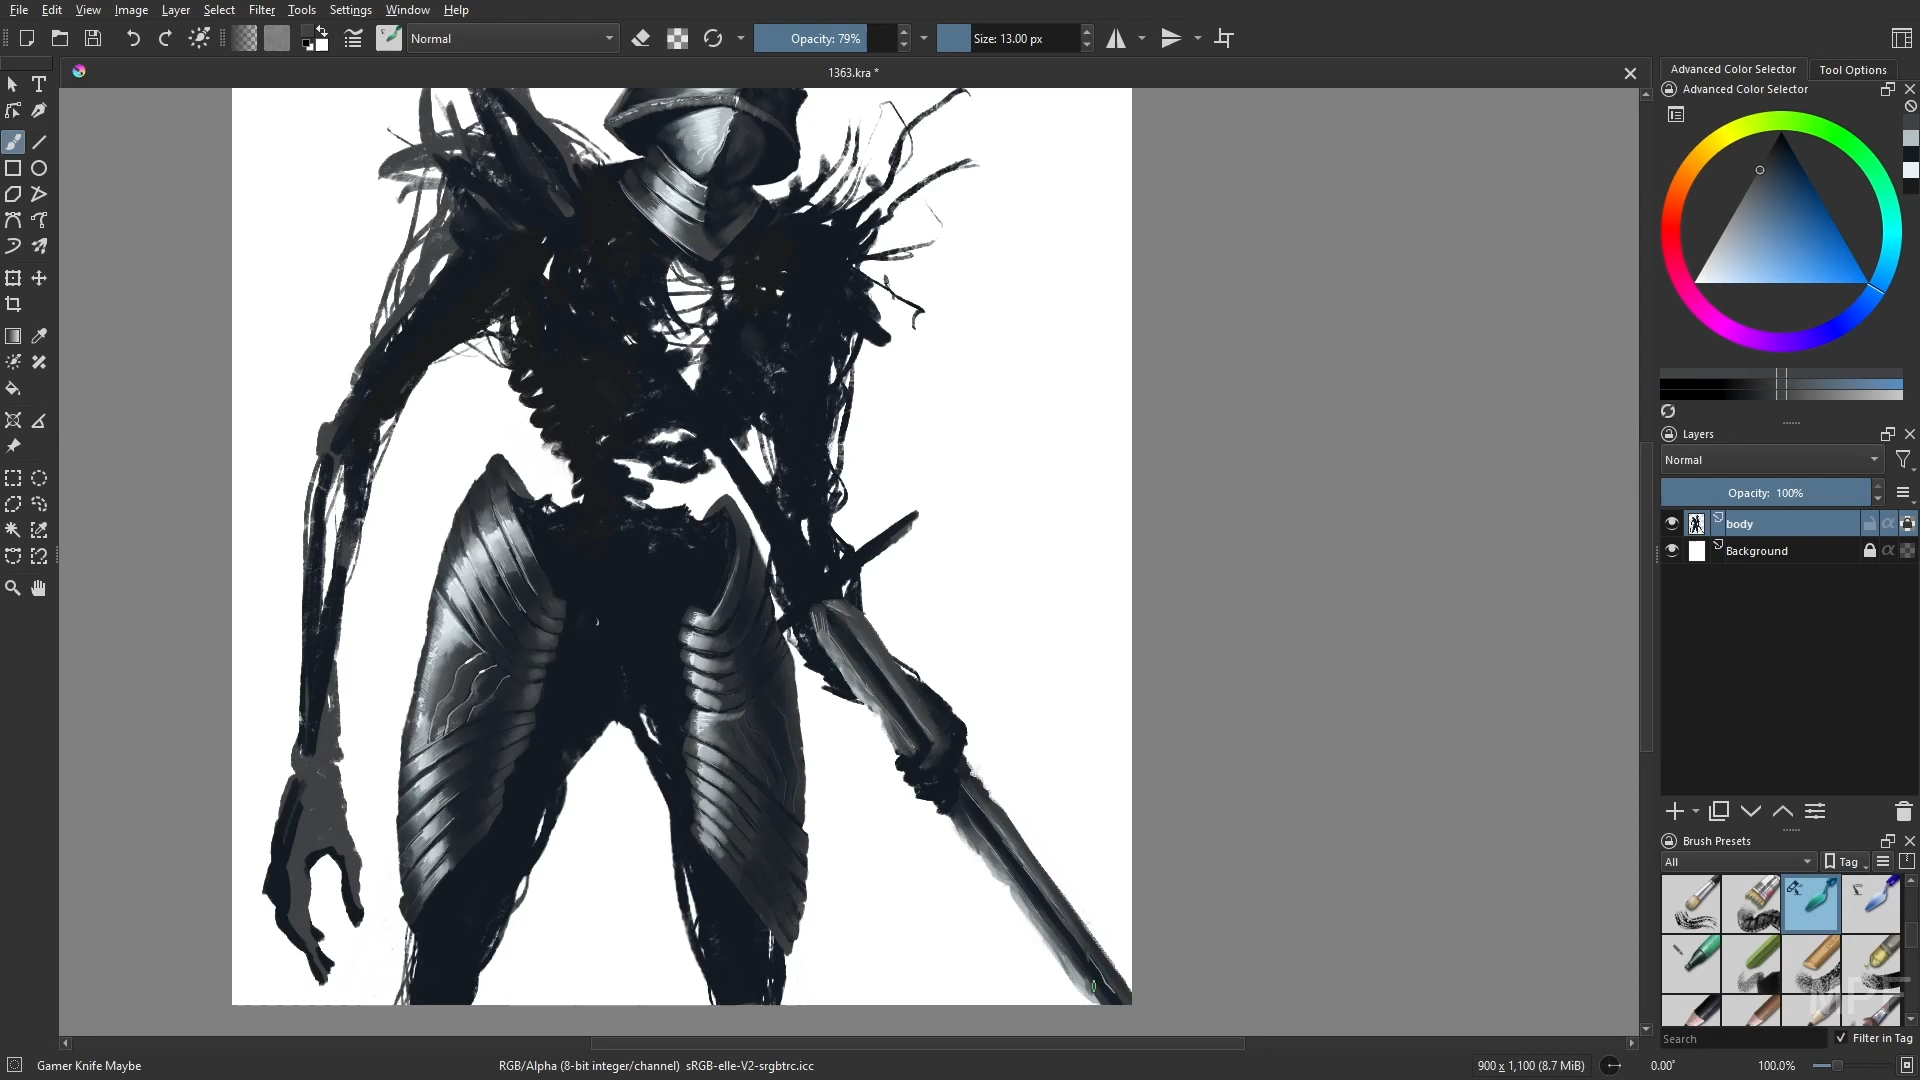 File Edit View Image Layer Select Filter Tools Settings Window Help
Normal
Opacity: 79%
Size: 13.00 px
1363.kra *
Advanced Color Selector
Tool Options
Advanced Color Selector
Layers
Normal
Opacity: 100%
body
Background
Brush Presets
All
Tag
Search
Filter in Tag
Gamer Knife Maybe
RGB/Alpha (8-bit integer/channel) sRGB-elle-V2-srgbtrc.icc
900 x 1,100 (8.7 MiB)
0.00°
100.0%